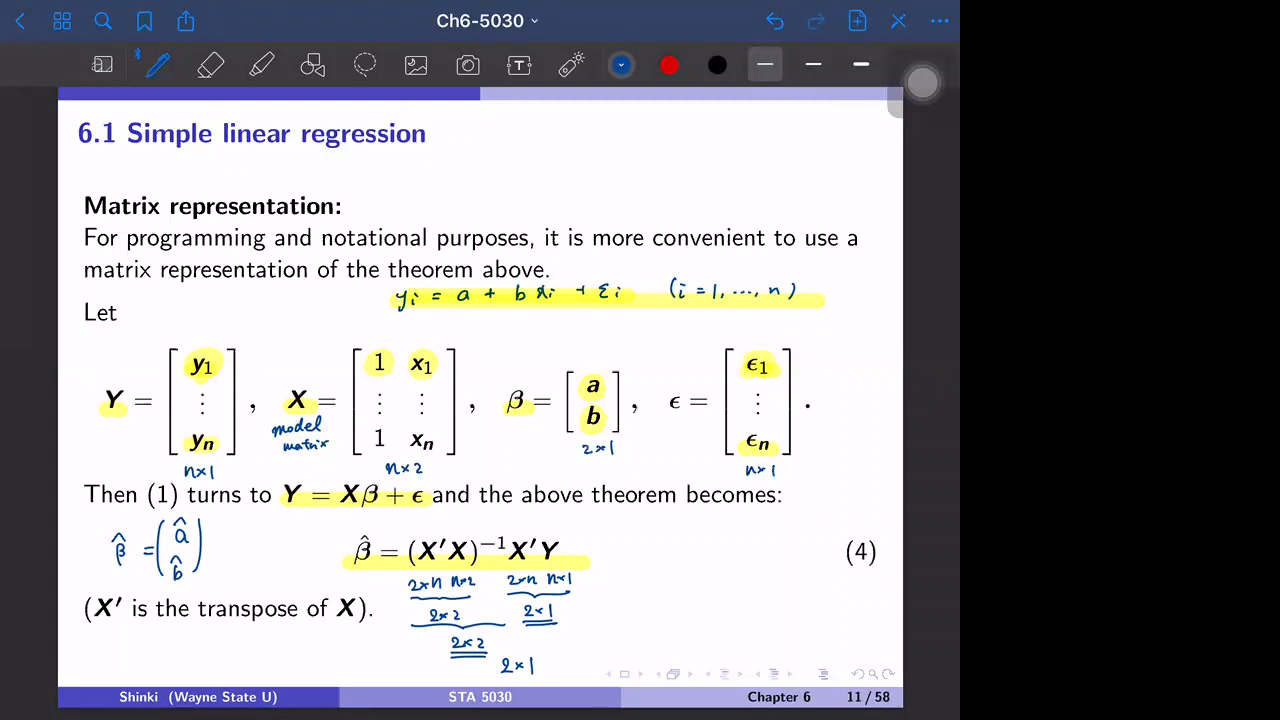 Ch6-5030
6.1 Simple linear regression
Matrix representation:
For programming and notational purposes, it is more convenient to use a
matrix representation of the theorem above.
yi = a + b xi + εi (i = 1, ..., n)
Let
Y = [ y1 ⋮ yn ] , X = [ 1 x1 ⋮ ⋮ 1 xn ] , β = [ a b ] , ϵ = [ ϵ1 ⋮ ϵn ] .
model
matrix
n×1 n×2 2×1 n×1
Then (1) turns to Y = Xβ + ϵ and the above theorem becomes:
β̂ = ( â b̂ )
β̂ = (X′X)⁻¹X′Y (4)
2×n n×2 2×n n×1
(X′ is the transpose of X).
2×2 2×1
2×2
2×1
Shinki (Wayne State U) STA 5030 Chapter 6 11 / 58